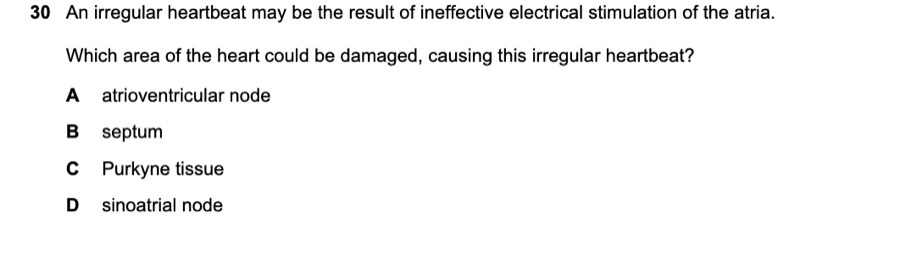 30 An irregular heartbeat may be the result of ineffective electrical stimulation of the atria.
Which area of the heart could be damaged, causing this irregular heartbeat?
A atrioventricular node
B septum
C Purkyne tissue
D sinoatrial node